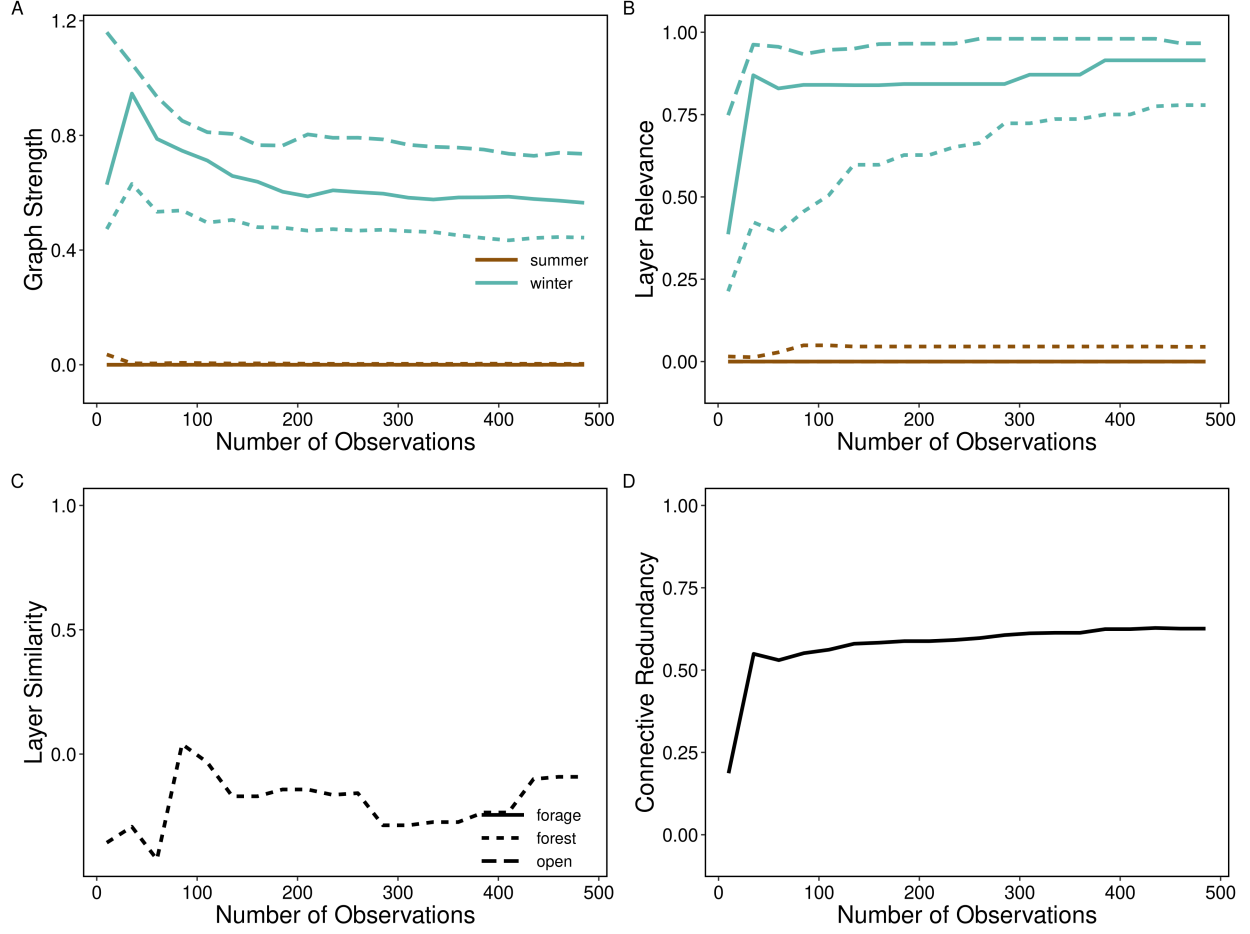 A
Graph Strength
1.2
0.8
0.4
0.0
summer
winter
0
100
200
300
400
500
Number of Observations
B
Layer Relevance
1.00
0.75
0.50
0.25
0.00
0
100
200
300
400
500
Number of Observations
C
Layer Similarity
1.0
0.5
0.0
forage
forest
open
0
100
200
300
400
500
Number of Observations
D
Connective Redundancy
1.00
0.75
0.50
0.25
0.00
0
100
200
300
400
500
Number of Observations